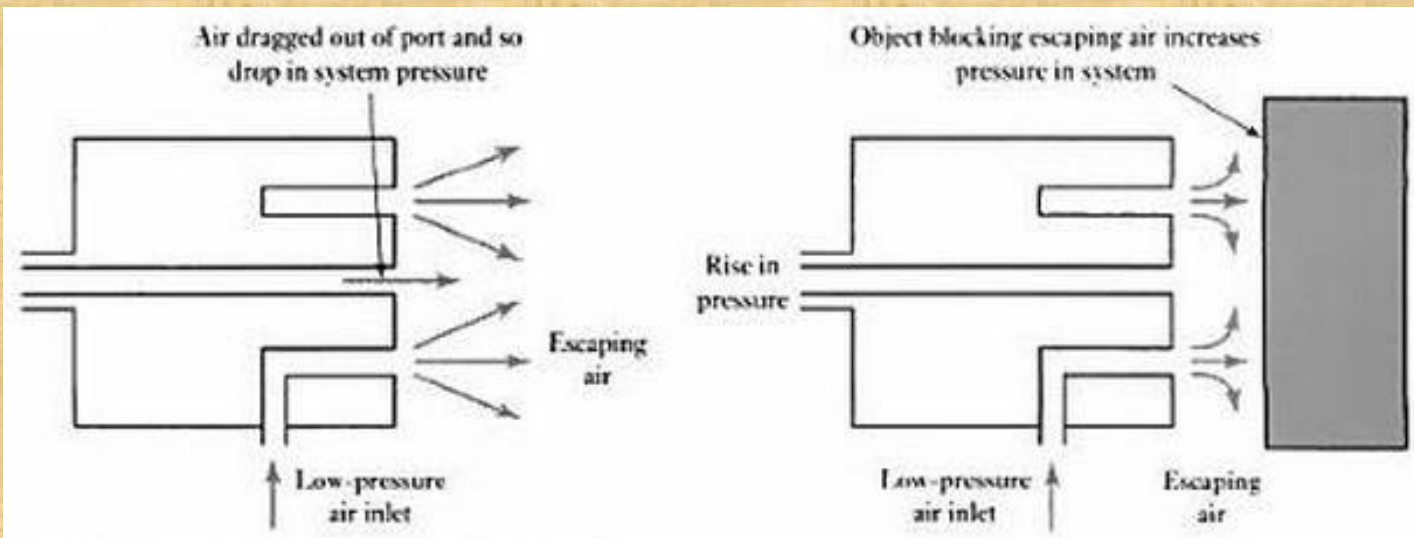 Air dragged out of port and so
drop in system pressure
Escaping
air
Low-pressure
air inlet
Object blocking escaping air increases
pressure in system
Rise in
pressure
Low-pressure
air inlet
Escaping
air